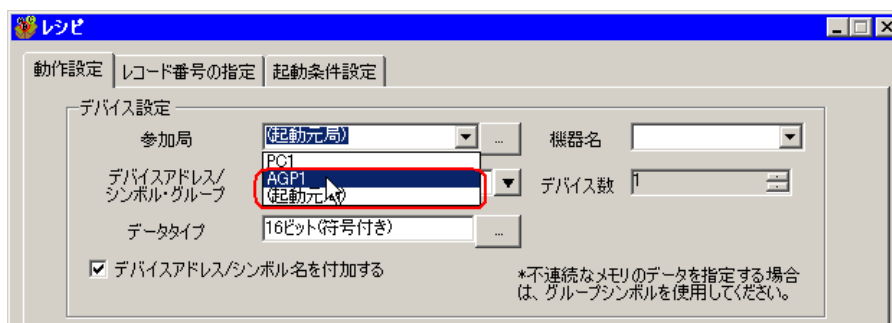 レシピ
動作設定 レコード番号の指定 起動条件設定
デバイス設定
参加局 (起動元局) ... 機器名
PC1
AGP1
(起動元局)
デバイスアドレス/
シンボル・グループ
デバイス数 1
データタイプ 16ビット(符号付き) ...
デバイスアドレス/シンボル名を付加する
*不連続なメモリのデータを指定する場合
は、グループシンボルを使用してください。